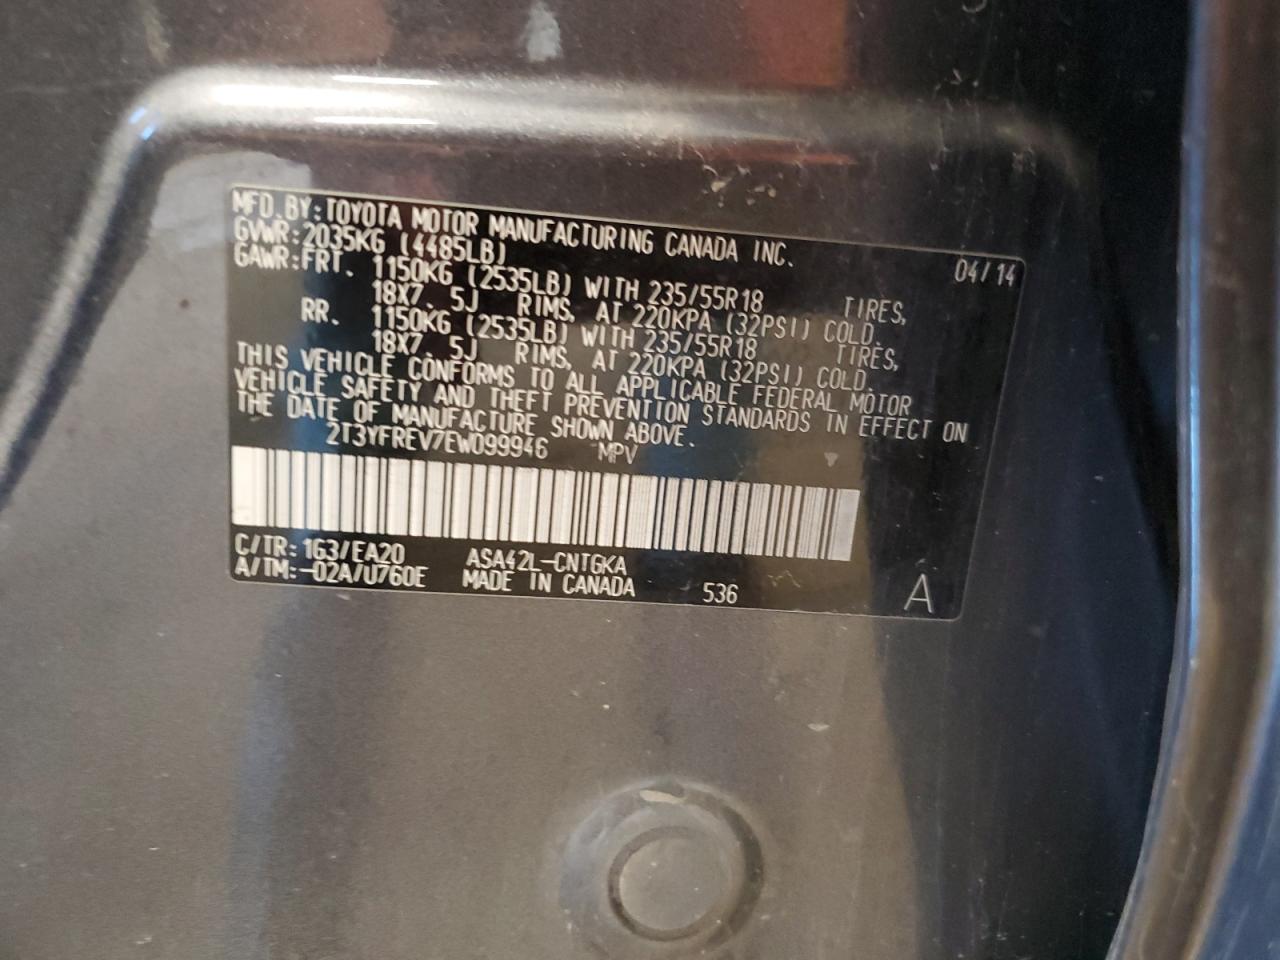 MFD.BY:TOYOTA MOTOR MANUFACTURING CANADA INC.
GVWR:2035KG (4485LB) 04/14
GAWR:FRT. 1150KG (2535LB) WITH 235/55R18 TIRES,
18X7.5J RIMS, AT 220KPA (32PSI) COLD.
RR. 1150KG (2535LB) WITH 235/55R18 TIRES,
18X7.5J RIMS, AT 220KPA (32PSI) COLD.
THIS VEHICLE CONFORMS TO ALL APPLICABLE FEDERAL MOTOR
VEHICLE SAFETY AND THEFT PREVENTION STANDARDS IN EFFECT ON
THE DATE OF MANUFACTURE SHOWN ABOVE.
2T3YFREV7EW099946 MPV
C/TR:1G3/EA20 ASA42L-CNTGKA
A/TM:-02A/U760E MADE IN CANADA 536 A